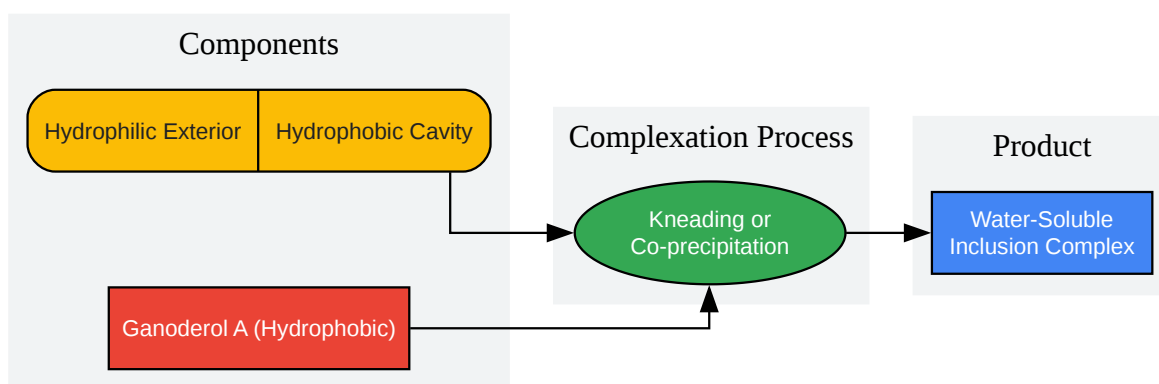 Components
Hydrophilic Exterior
Hydrophobic Cavity
Ganoderol A (Hydrophobic)
Complexation Process
Kneading or
Co-precipitation
Product
Water-Soluble
Inclusion Complex